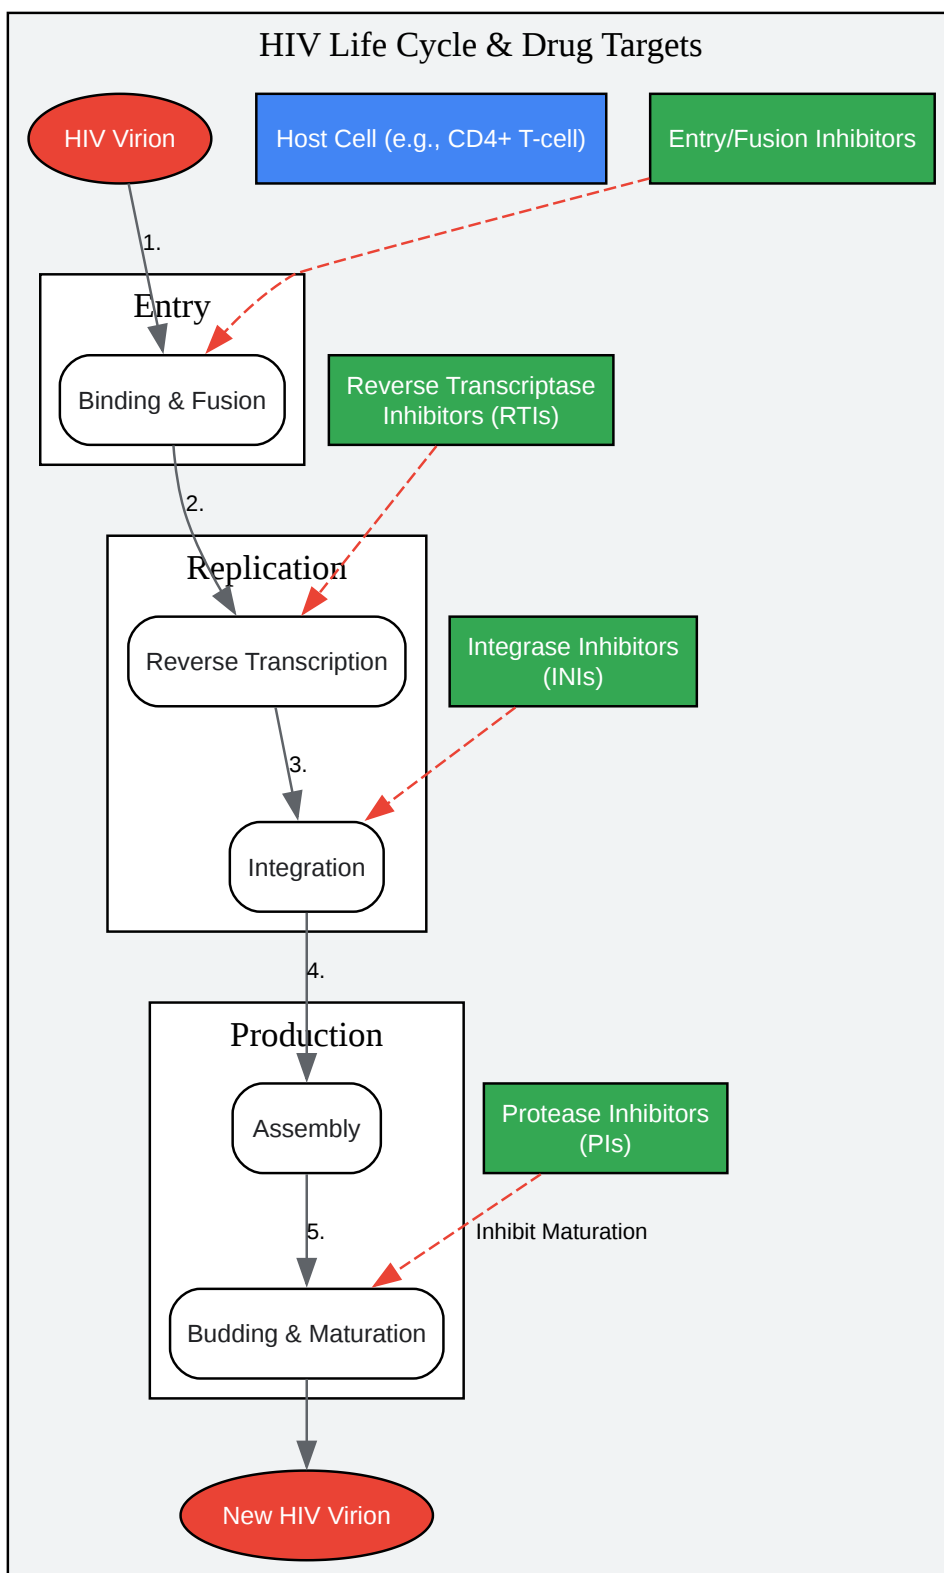 HIV Life Cycle & Drug Targets
HIV Virion
Host Cell (e.g., CD4+ T-cell)
Entry/Fusion Inhibitors
1.
Entry
Binding & Fusion
Reverse Transcriptase
Inhibitors (RTIs)
2.
Replication
Reverse Transcription
Integrase Inhibitors
(INIs)
3.
Integration
4.
Production
Assembly
Protease Inhibitors
(PIs)
5.
Inhibit Maturation
Budding & Maturation
New HIV Virion